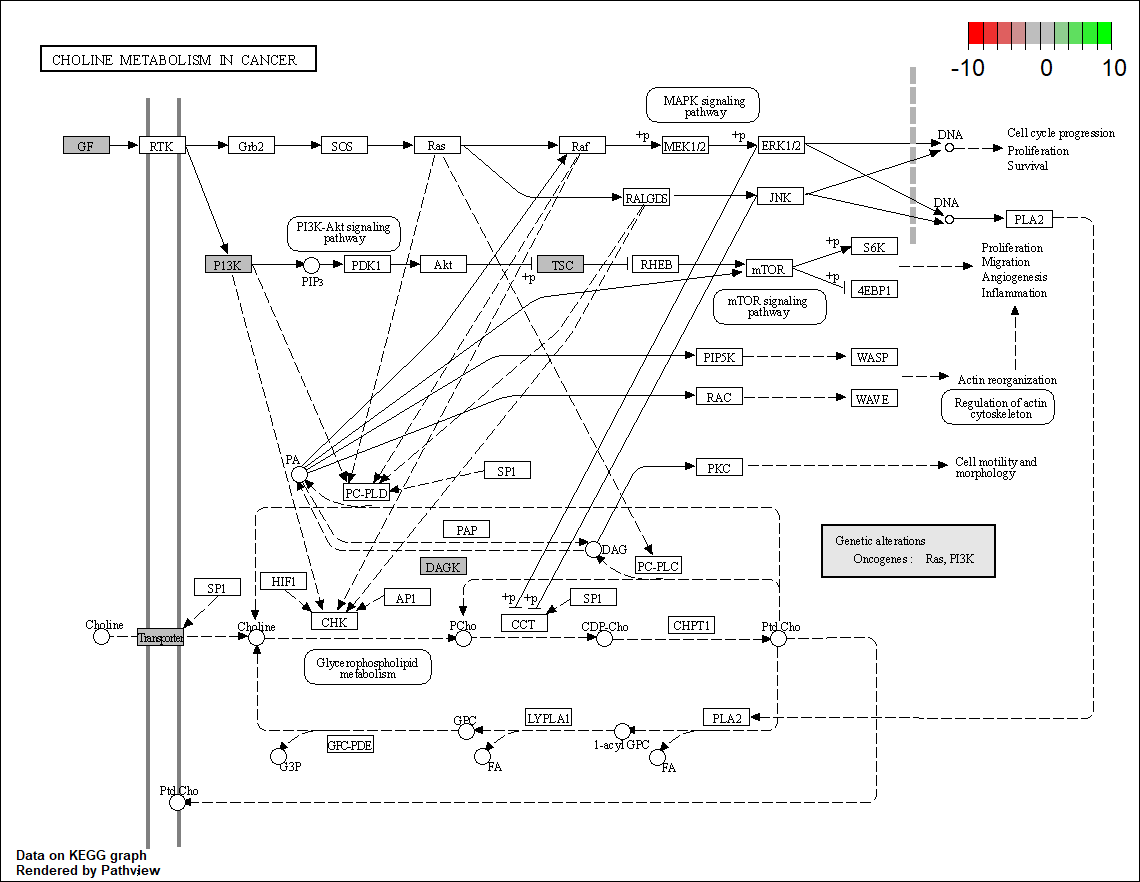 CHOLINE METABOLISM IN CANCER
-10 0 10
MAPK signaling
pathway
GF
RTK
Grb2
SOS
Ras
Raf
+p
MEK1/2
+p
ERK1/2
DNA
Cell cycle progression
Proliferation
Survival
RALGDS
JNK
DNA
PLA2
PI3K-Akt signaling
pathway
P13K
PIP3
PDK1
Akt
+p
TSC
RHEB
mTOR
+p
S6K
+p
4EBP1
Proliferation
Migration
Angiogenesis
Inflammation
mTOR signaling
pathway
PIP5K
WASP
RAC
WAVE
Actin reorganization
Regulation of actin
cytoskeleton
PA
PC-PLD
SP1
PKC
Cell motility and
morphology
PAP
DAG
DAGK
PC-PLC
Genetic alterations
Oncogenes : Ras, PI3K
SP1
HIF1
AP1
+p
+p
SP1
Choline
Transporter
Choline
CHK
PCho
CCT
CDP-Cho
CHPT1
Ptd Cho
Glycerophospholipid
metabolism
GPC
LYPLA1
1-acyl GPC
PLA2
GPC-PDE
G3P
FA
FA
Ptd Cho
Data on KEGG graph
Rendered by Pathview